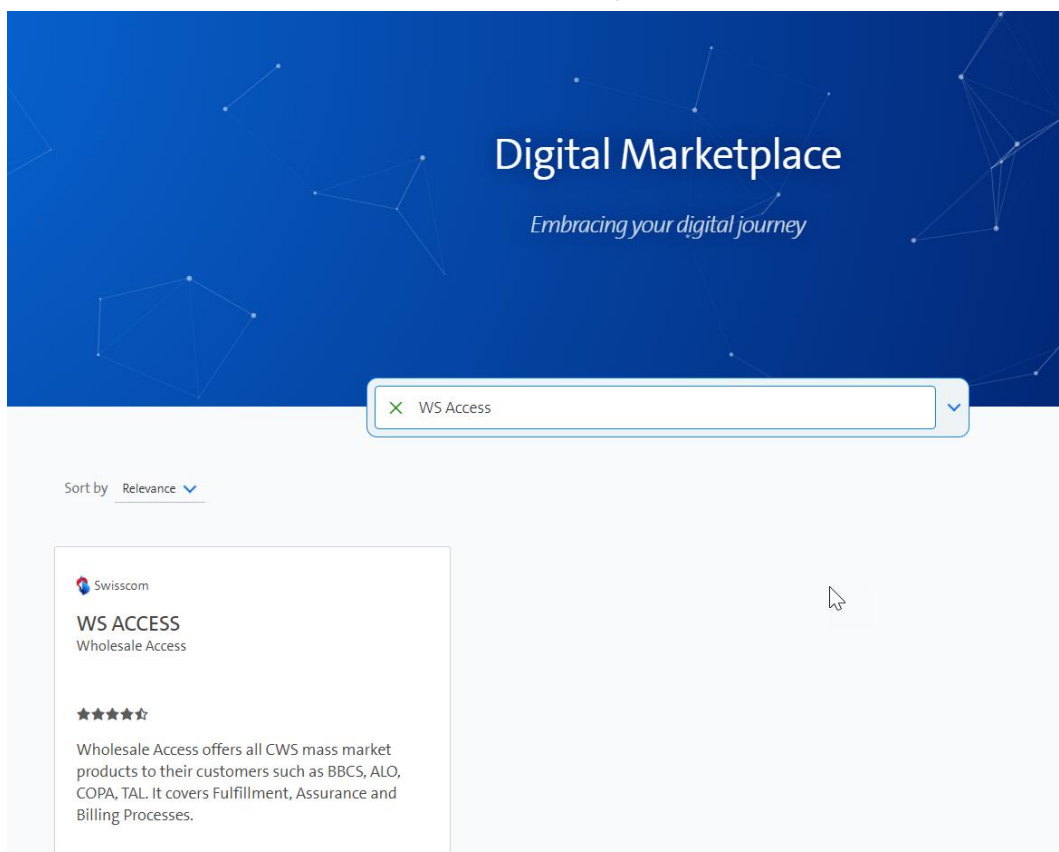 Digital Marketplace
Embracing your digital journey
WS Access
Sort by Relevance
Swisscom
WS ACCESS
Wholesale Access
Wholesale Access offers all CWS mass market
products to their customers such as BBCS, ALO,
COPA, TAL. It covers Fulfillment, Assurance and
Billing Processes.